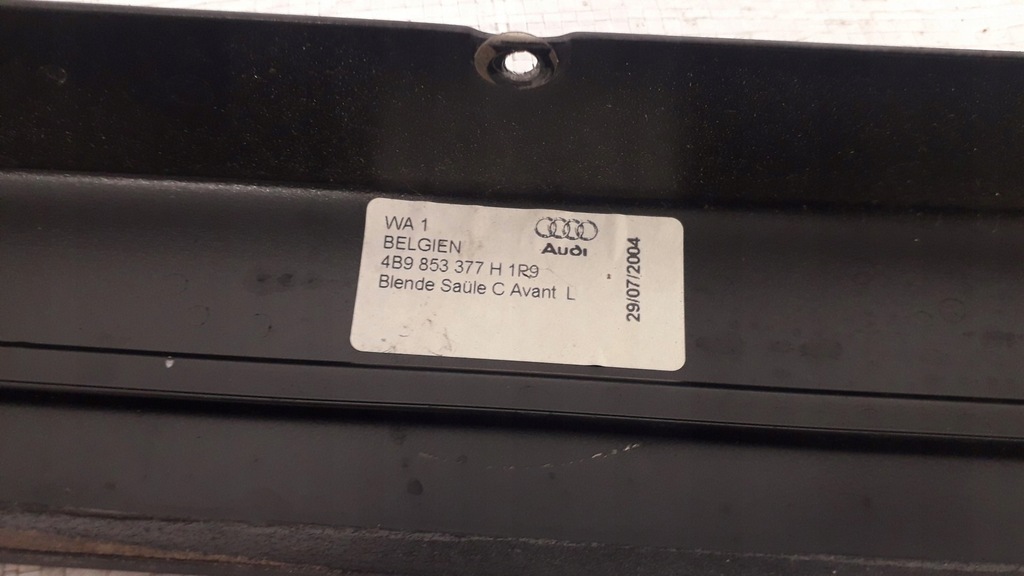 WA 1
BELGIEN
4B9 853 377 H 1R9
Blende Saüle C Avant L
Audi
29/07/2004